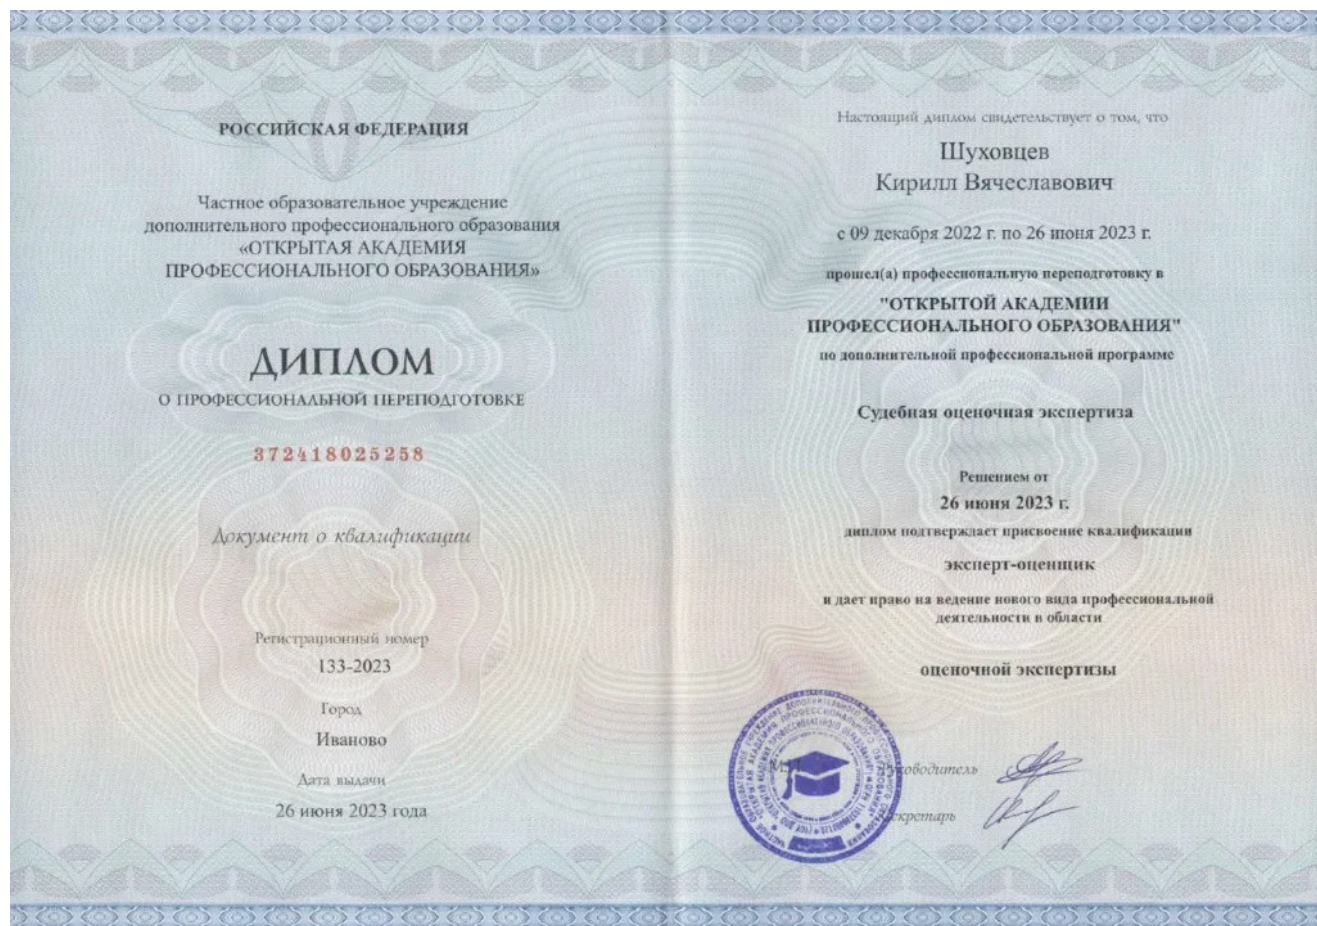 РОССИЙСКАЯ ФЕДЕРАЦИЯ
Частное образовательное учреждение
дополнительного профессионального образования
«ОТКРЫТАЯ АКАДЕМИЯ
ПРОФЕССИОНАЛЬНОГО ОБРАЗОВАНИЯ»
ДИПЛОМ
О ПРОФЕССИОНАЛЬНОЙ ПЕРЕПОДГОТОВКЕ
372418025258
Документ о квалификации
Регистрационный номер
133-2023
Город
Иваново
Дата выдачи
26 июня 2023 года
Настоящий диплом свидетельствует о том, что
Шуховцев
Кирилл Вячеславович
с 09 декабря 2022 г. по 26 июня 2023 г.
прошел(а) профессиональную переподготовку в
"ОТКРЫТОЙ АКАДЕМИИ
ПРОФЕССИОНАЛЬНОГО ОБРАЗОВАНИЯ"
по дополнительной профессиональной программе
Судебная оценочная экспертиза
Решением от
26 июня 2023 г.
диплом подтверждает присвоение квалификации
эксперт-оценщик
и дает право на ведение нового вида профессиональной
деятельности в области
оценочной экспертизы
М.П.
Руководитель
Секретарь